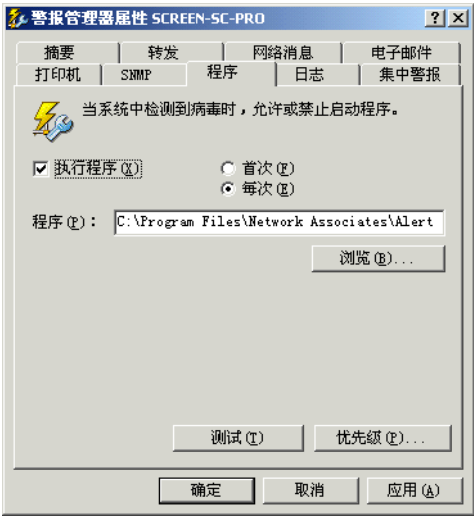 警报管理器属性 SCREEN-SC-PRO
摘要 转发 网络消息 电子邮件
打印机 SNMP 程序 日志 集中警报
当系统中检测到病毒时，允许或禁止启动程序。
执行程序(X) 首次(F)
每次(E)
程序(P)： C:\Program Files\Network Associates\Alert
浏览(B)...
测试(T) 优先级(P)...
确定 取消 应用(A)